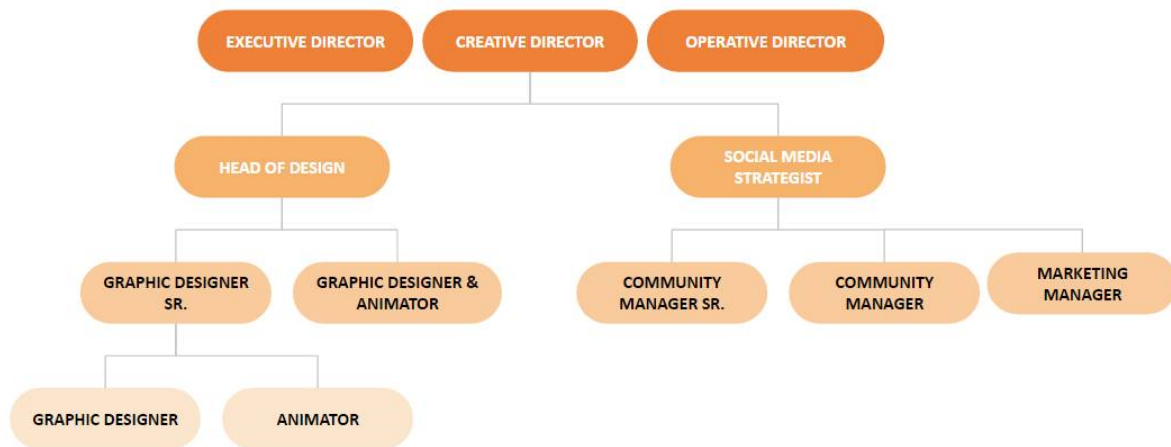 EXECUTIVE DIRECTOR
CREATIVE DIRECTOR
OPERATIVE DIRECTOR
HEAD OF DESIGN
SOCIAL MEDIA
STRATEGIST
GRAPHIC DESIGNER
SR.
GRAPHIC DESIGNER &
ANIMATOR
COMMUNITY
MANAGER SR.
COMMUNITY
MANAGER
MARKETING
MANAGER
GRAPHIC DESIGNER
ANIMATOR